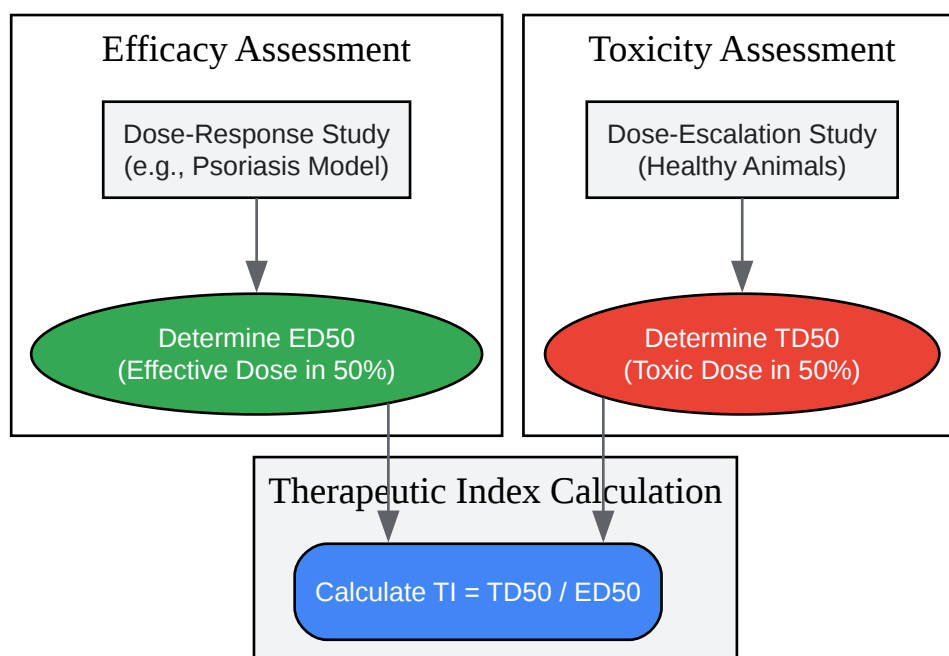 Efficacy Assessment
Dose-Response Study
(e.g., Psoriasis Model)
Determine ED50
(Effective Dose in 50%)
Toxicity Assessment
Dose-Escalation Study
(Healthy Animals)
Determine TD50
(Toxic Dose in 50%)
Therapeutic Index Calculation
Calculate TI = TD50 / ED50